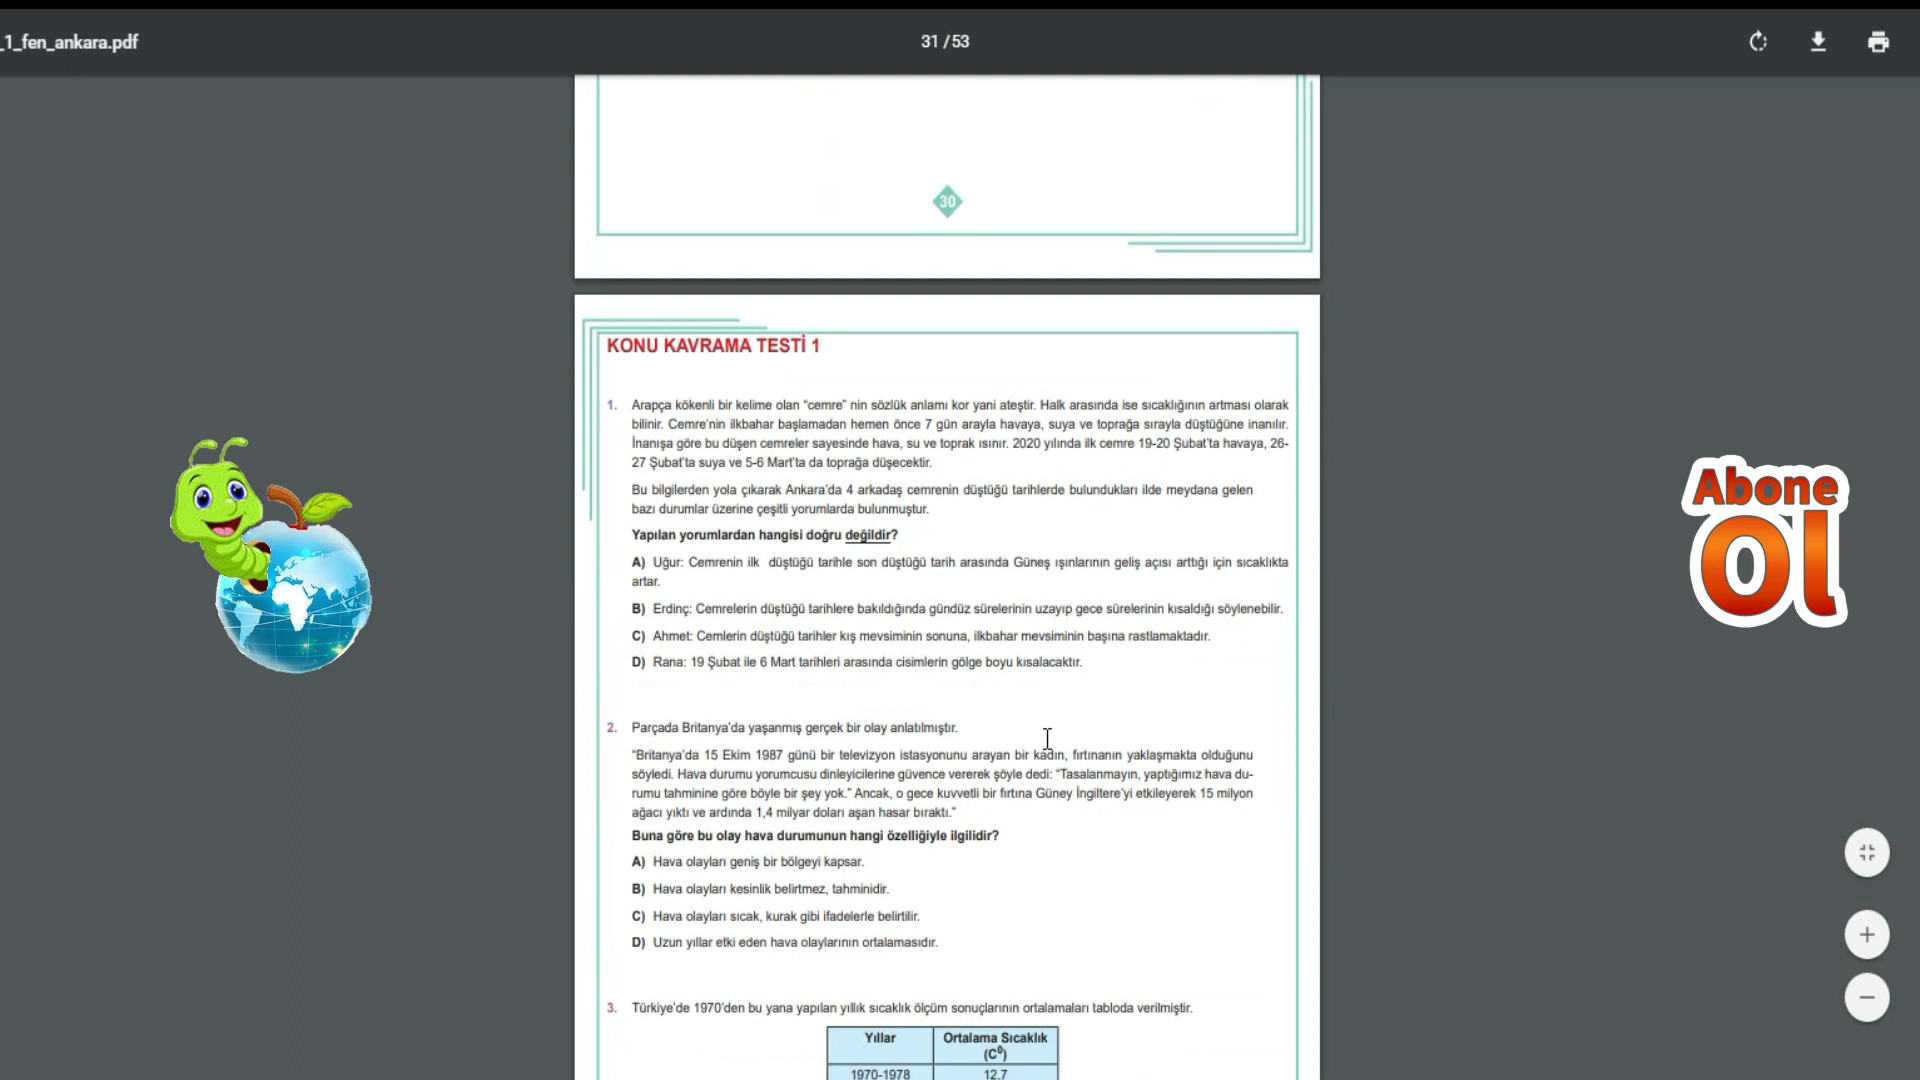 _1_fen_ankara.pdf
31 / 53
30
KONU KAVRAMA TESTİ 1
1. Arapça kökenli bir kelime olan “cemre” nin sözlük anlamı kor yani ateştir. Halk arasında ise sıcaklığının artması olarak
bilinir. Cemre'nin ilkbahar başlamadan hemen önce 7 gün arayla havaya, suya ve toprağa sırayla düştüğüne inanılır.
İnanışa göre bu düşen cemreler sayesinde hava, su ve toprak ısınır. 2020 yılında ilk cemre 19-20 Şubat'ta havaya, 26-
27 Şubat'ta suya ve 5-6 Mart'ta da toprağa düşecektir.
Bu bilgilerden yola çıkarak Ankara'da 4 arkadaş cemrenin düştüğü tarihlerde bulundukları ilde meydana gelen
bazı durumlar üzerine çeşitli yorumlarda bulunmuştur.
Yapılan yorumlardan hangisi doğru değildir?
A) Uğur: Cemrenin ilk düştüğü tarihle son düştüğü tarih arasında Güneş ışınlarının geliş açısı arttığı için sıcaklıkta
artar.
B) Erdinç: Cemrelerin düştüğü tarihlere bakıldığında gündüz sürelerinin uzayıp gece sürelerinin kısaldığı söylenebilir.
C) Ahmet: Cemlerin düştüğü tarihler kış mevsiminin sonuna, ilkbahar mevsiminin başına rastlamaktadır.
D) Rana: 19 Şubat ile 6 Mart tarihleri arasında cisimlerin gölge boyu kısalacaktır.
2. Parçada Britanya'da yaşanmış gerçek bir olay anlatılmıştır.
“Britanya'da 15 Ekim 1987 günü bir televizyon istasyonunu arayan bir kadın, fırtınanın yaklaşmakta olduğunu
söyledi. Hava durumu yorumcusu dinleyicilerine güvence vererek şöyle dedi: “Tasalanmayın, yaptığımız hava du-
rumu tahminine göre böyle bir şey yok.” Ancak, o gece kuvvetli bir fırtına Güney İngiltere'yi etkileyerek 15 milyon
ağacı yıktı ve ardında 1,4 milyar doları aşan hasar bıraktı.”
Buna göre bu olay hava durumunun hangi özelliğiyle ilgilidir?
A) Hava olayları geniş bir bölgeyi kapsar.
B) Hava olayları kesinlik belirtmez, tahminidir.
C) Hava olayları sıcak, kurak gibi ifadelerle belirtilir.
D) Uzun yıllar etki eden hava olaylarının ortalamasıdır.
3. Türkiye'de 1970'den bu yana yapılan yıllık sıcaklık ölçüm sonuçlarının ortalamaları tabloda verilmiştir.
Yıllar
Ortalama Sıcaklık
(C⁰)
1970-1978
12.7
Abone
Ol